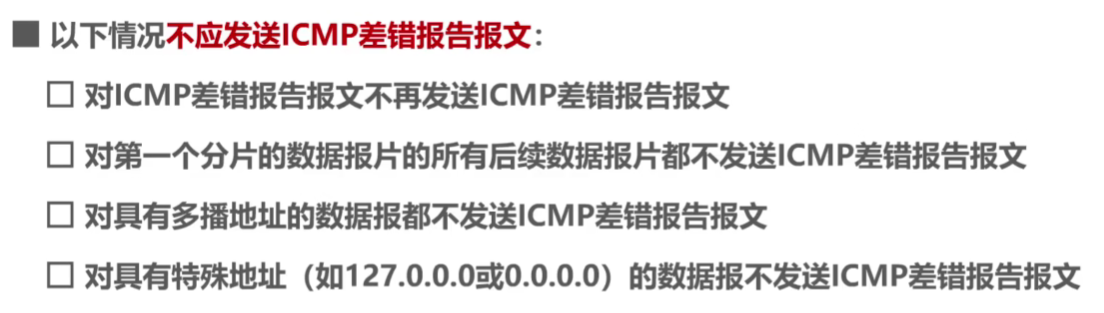 以下情况不应发送ICMP差错报告报文：
对ICMP差错报告报文不再发送ICMP差错报告报文
对第一个分片的数据报片的所有后续数据报片都不发送ICMP差错报告报文
对具有多播地址的数据报都不发送ICMP差错报告报文
对具有特殊地址（如127.0.0.0或0.0.0.0）的数据报不发送ICMP差错报告报文